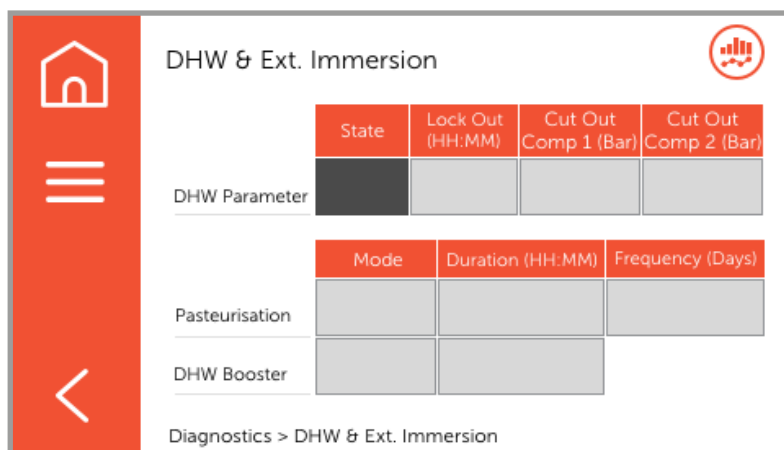 DHW & Ext. Immersion
State
Lock Out (HH:MM)
Cut Out Comp 1 (Bar)
Cut Out Comp 2 (Bar)
DHW Parameter
Mode
Duration (HH:MM)
Frequency (Days)
Pasteurisation
DHW Booster
Diagnostics > DHW & Ext. Immersion